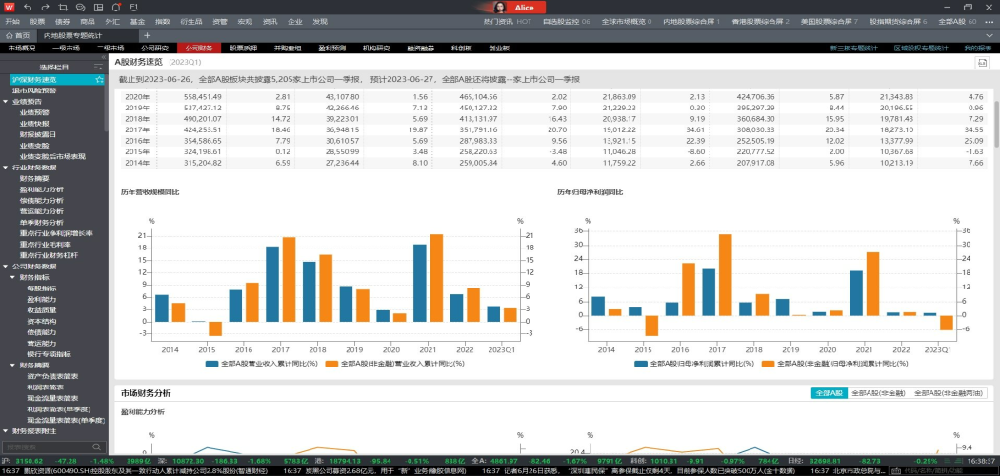 Alice
开始 股票 债券 商品 外汇 基金 指数 衍生品 资管 宏观 资讯 企业 发现 热门资讯 HOT 自选股监控 06 全球市场概览 0 内地股票综合屏 1 香港股票综合屏 2 美国股票综合屏 3 股指期货综合屏 6 全部A股 60
首页 内地股票专题统计
市场概况 一级市场 二级市场 公司研究 公司财务 股票质押 并购重组 盈利预测 机构研究 融资融券 科创板 创业板 新三板专题统计 区域股权专题统计 我的报表
选择栏目
沪深财务速览
退市风险预警
业绩预告
业绩预警
业绩快报
财报披露日
业绩变脸
业绩变脸后市场表现
行业财务数据
财务摘要
盈利能力分析
偿债能力分析
营运能力分析
单季财务分析
重点行业净利润增长率
重点行业毛利率
重点行业财务杠杆
公司财务数据
财务指标
每股指标
盈利能力
收益质量
资本结构
偿债能力
营运能力
银行专项指标
财务摘要
资产负债表简表
利润表简表
现金流量表简表
利润表简表(单季度)
现金流量表简表(单季度)
财务报表附注
报表搜索
A股财务速览 (2023Q1)
截止到2023-06-26，全部A股板块共披露5,205家上市公司一季报， 预计2023-06-27，全部A股还将披露--家上市公司一季报
2020年 558,451.49 2.81 43,107.80 1.56 465,104.56 2.02 21,863.09 2.13 424,706.36 5.87 21,343.83 4.76
2019年 537,427.12 8.75 42,266.46 7.13 450,127.32 7.90 21,229.23 0.30 395,297.29 8.44 20,196.55 0.96
2018年 490,201.07 14.72 39,223.01 5.69 413,131.97 16.43 20,938.17 9.19 360,684.30 15.95 19,781.43 7.29
2017年 424,253.51 18.46 36,948.15 19.87 351,791.16 20.70 19,012.22 34.61 308,030.33 20.34 18,273.10 34.55
2016年 354,586.65 7.79 30,610.57 5.69 287,983.33 9.56 13,921.15 22.39 252,505.19 12.02 13,377.99 25.09
2015年 324,198.61 0.12 28,550.99 3.48 258,220.63 -3.48 11,046.28 -8.60 220,777.52 2.00 10,367.68 -1.63
2014年 315,204.82 6.59 27,236.44 8.10 259,005.84 4.60 11,759.22 2.66 207,917.08 5.96 10,213.19 7.66
历年营收规模同比
% %
21 21
18 18
15 15
12 12
9 9
6 6
3 3
0 0
-3 -3
2014 2015 2016 2017 2018 2019 2020 2021 2022 2023Q1
全部A股营业收入累计同比(%) 全部A股(非金融)营业收入累计同比(%)
历年归母净利润同比
% %
36 36
30 30
24 24
18 18
12 12
6 6
0 0
-6 -6
2014 2015 2016 2017 2018 2019 2020 2021 2022 2023Q1
全部A股归母净利润累计同比(%) 全部A股(非金融)归母净利润累计同比(%)
市场财务分析 全部A股 全部A股(非金融) 全部A股(非金融两油)
盈利能力分析
% % % %
20.4 9.4
沪: 3150.62 -47.28 -1.48% 3969亿 深: 10872.30 -186.33 -1.68% 5783亿 港: 18794.13 -95.84 -0.51% 838亿 全A: 4861.97 -82.46 -1.67% 9791亿 科创: 1010.31 -9.91 -0.97% 764亿 日经: 32698.81 -82.73 -0.25% 16:38:37
16:37 鹏欣资源(600490.SH)控股股东及其一致行动人累计减持公司2.8%股份(智通财经) 16:37 炭黑公司募资2.68亿元，用于“新”业务(橡胶信息网) 16:37 记者6月26日获悉，“深圳惠民保”离参保截止仅剩4天，目前参保人数已突破500万人(金十数据) 16:37 北京市政总院与... 代码/名称/简拼/功能